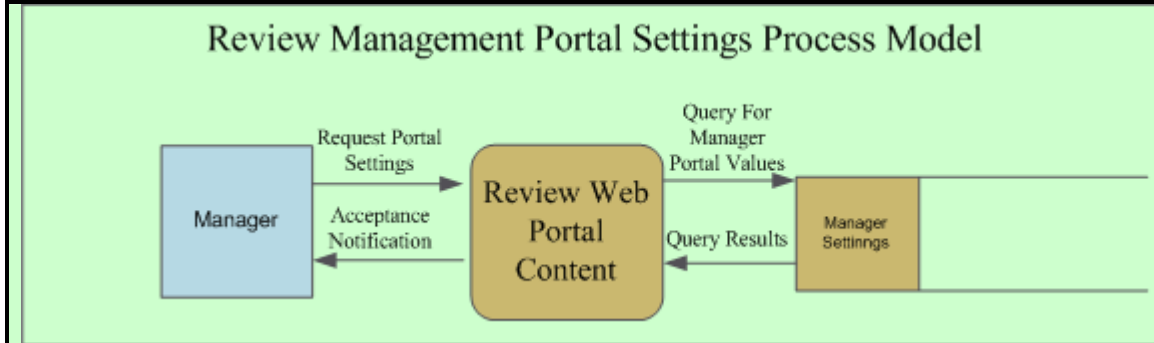 Review Management Portal Settings Process Model
Query For
Manager
Portal Values
Request Portal
Settings
Manager
Acceptance
Notification
Review Web
Portal
Content
Query Results
Manager
Settinngs